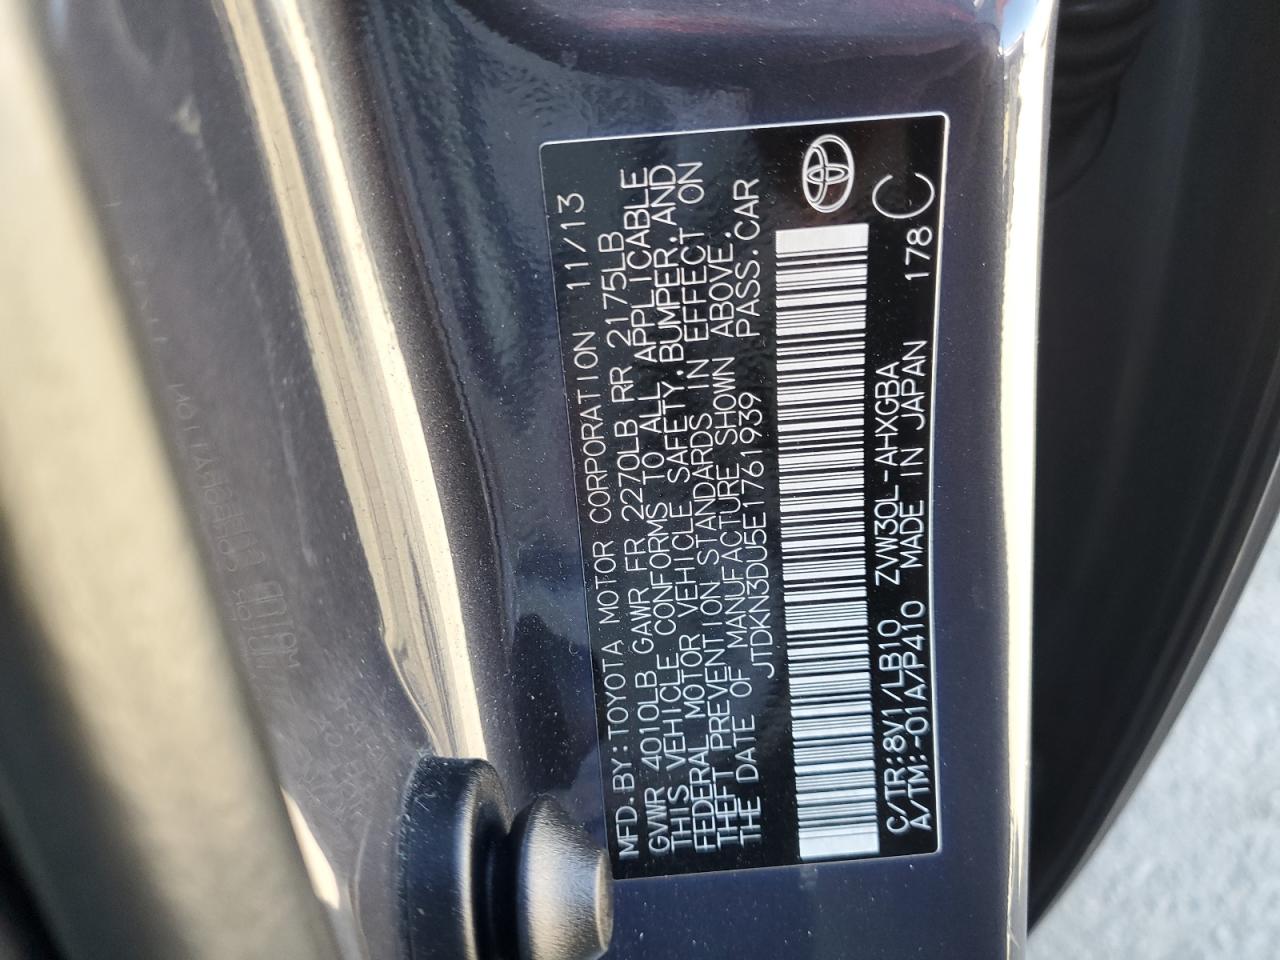 MFD.BY:TOYOTA MOTOR CORPORATION 11/13
GVWR 4010LB GAWR FR 2270LB RR 2175LB
THIS VEHICLE CONFORMS TO ALL APPLICABLE
FEDERAL MOTOR VEHICLE SAFETY,BUMPER,AND
THEFT PREVENTION STANDARDS IN EFFECT ON
THE DATE OF MANUFACTURE SHOWN ABOVE.
JTDKN3DU5E1761939 PASS.CAR
C/TR:8V1/LB10 ZVW30L-AHXGBA
A/TM:-01A/P410 MADE IN JAPAN 178 C